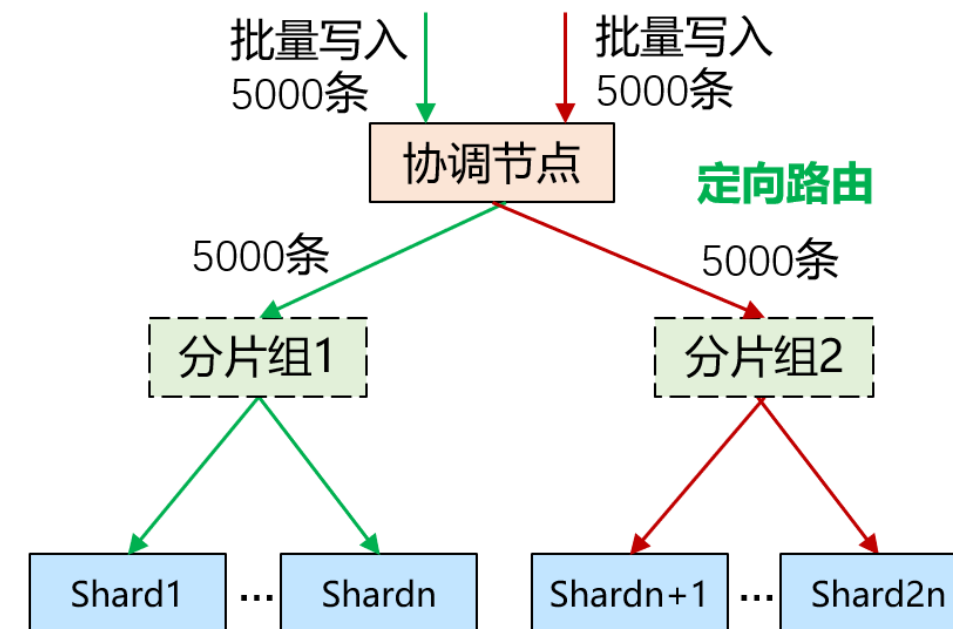 批量写入
5000条
批量写入
5000条
协调节点
定向路由
5000条
5000条
分片组1
分片组2
Shard1
...
Shardn
Shardn+1
...
Shard2n